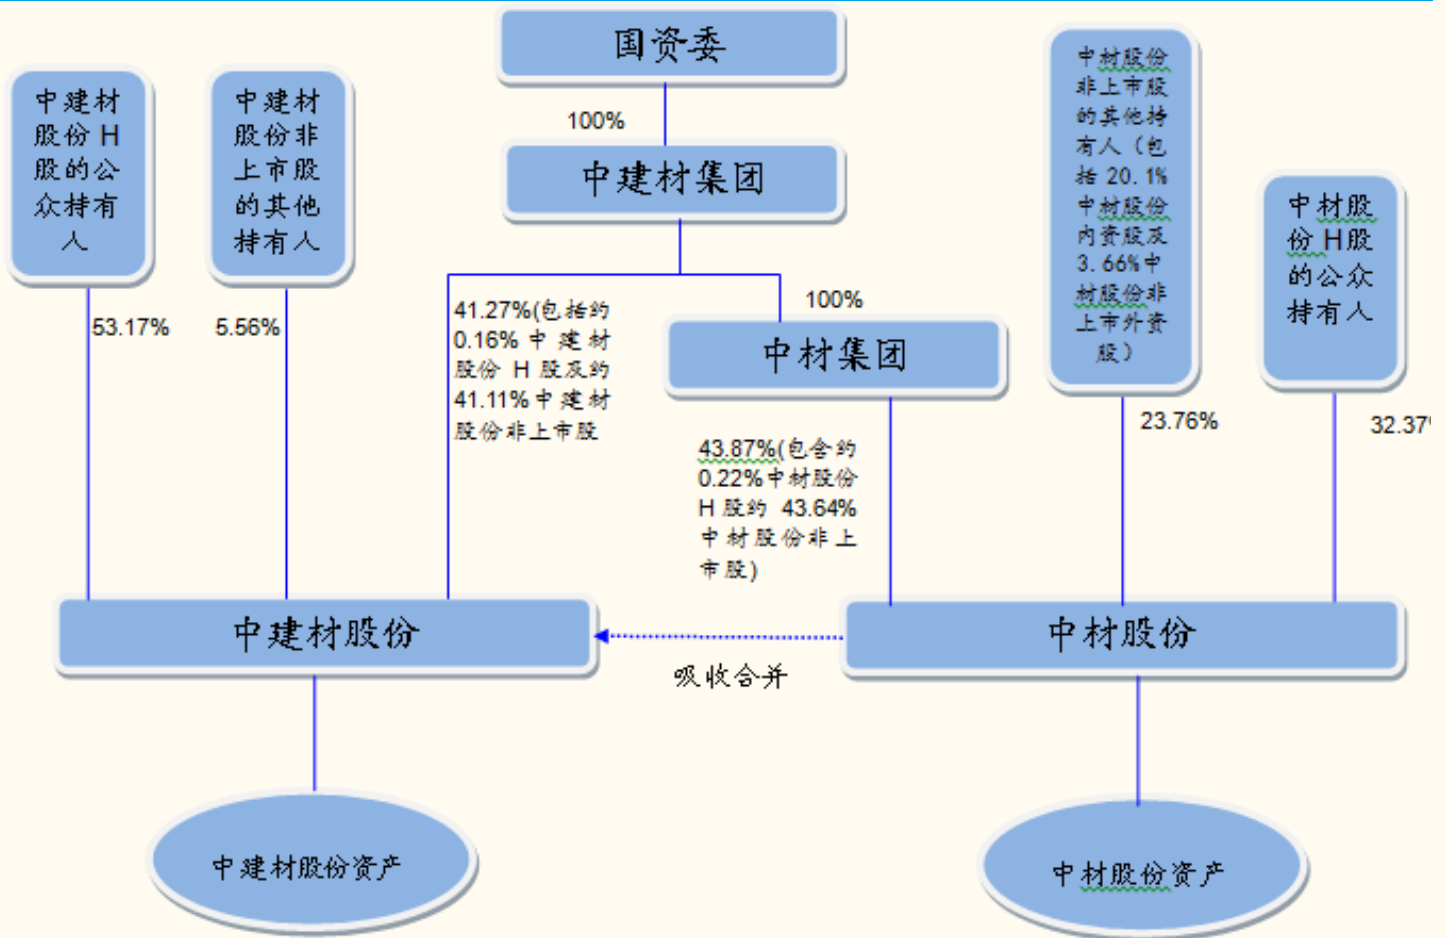 国资委
100%
中建材集团
中建材
股份 H
股的公
众持有
人
中建材
股份非
上市股
的其他
持有人
中材股份
非上市股
的其他持
有人（包
括 20.1%
中材股份
内资股及
3.66%中
材股份非
上市外资
股）
中材股
份 H股
的公众
持有人
53.17%
5.56%
41.27%(包括约
0.16%中建材
股份 H 股及约
41.11%中建材
股份非上市股
100%
中材集团
43.87%(包含约
0.22%中材股份
H 股约 43.64%
中材股份非上
市股)
23.76%
32.37
中建材股份
吸收合并
中材股份
中建材股份资产
中材股份资产